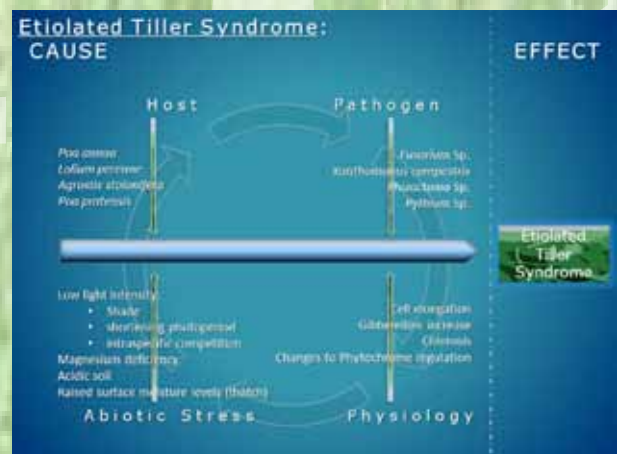 Etiolated Tiller Syndrome:
CAUSE
EFFECT
Host
Pathogen
Poa annua
Lolium perenne
Agrostis stolonifera
Poa pratensis
Fusarium Sp.
Xanthomonas campestris
Sp.
Pythium Sp.
Etiolated
Tiller
Syndrome
Low light intensity:
• Shade
• shortening photoperiod
• intraspecific competition
Magnesium deficiency
Acidic soil
Raised surface moisture levels (thatch)
Cell elongation
Gibberellins increase
Chlorosis
Changes to Phytochrome regulation
Abiotic Stress
Physiology